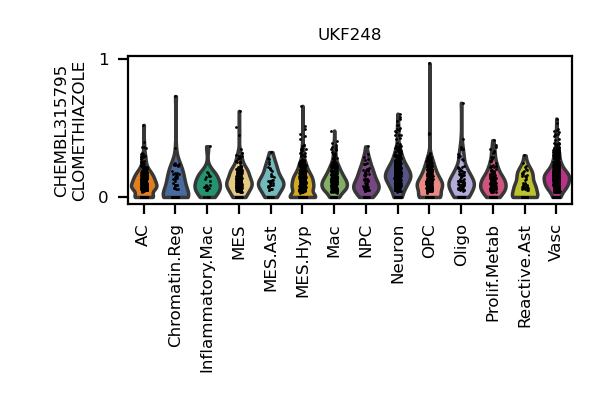 UKF248
CHEMBL315795
CLOMETHIAZOLE
1
0
AC
Chromatin.Reg
Inflammatory.Mac
MES
MES.Ast
MES.Hyp
Mac
NPC
Neuron
OPC
Oligo
Prolif.Metab
Reactive.Ast
Vasc